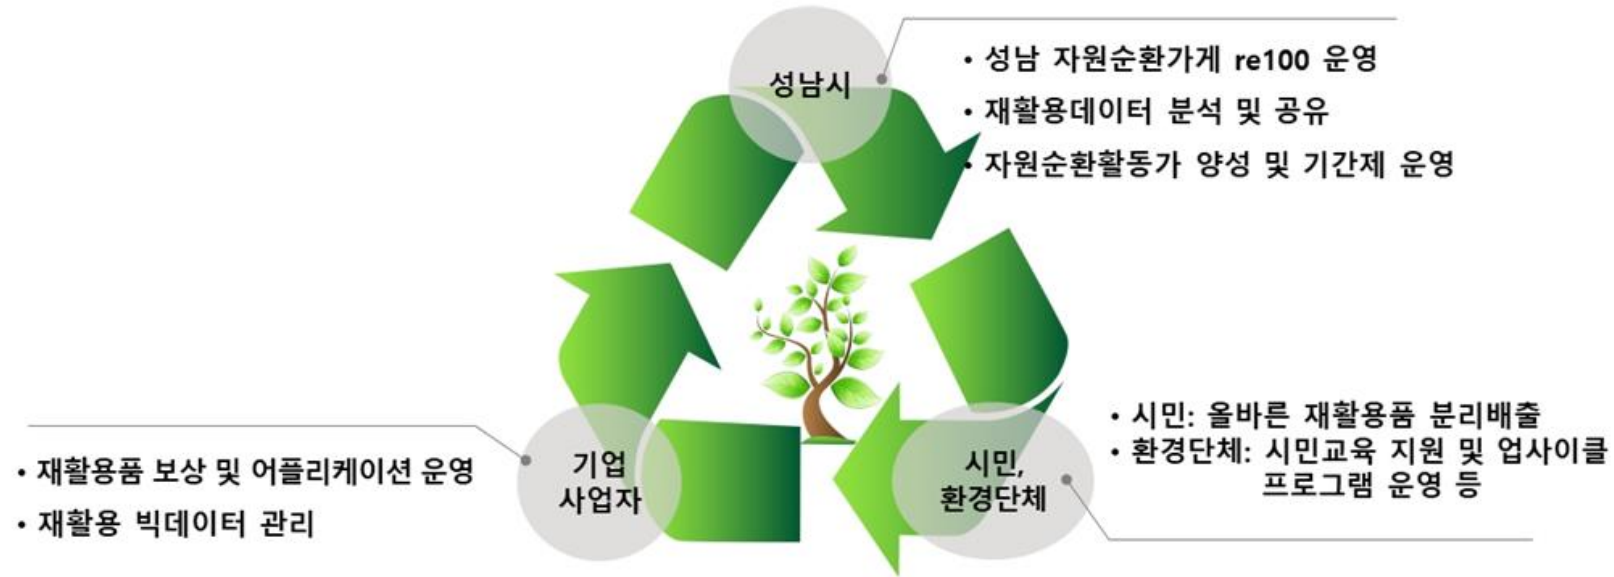 성남시
• 성남 자원순환가게 re100 운영
• 재활용데이터 분석 및 공유
• 자원순환활동가 양성 및 기간제 운영
시민,
환경단체
• 시민: 올바른 재활용품 분리배출
• 환경단체: 시민교육 지원 및 업사이클
프로그램 운영 등
기업
사업자
• 재활용품 보상 및 어플리케이션 운영
• 재활용 빅데이터 관리